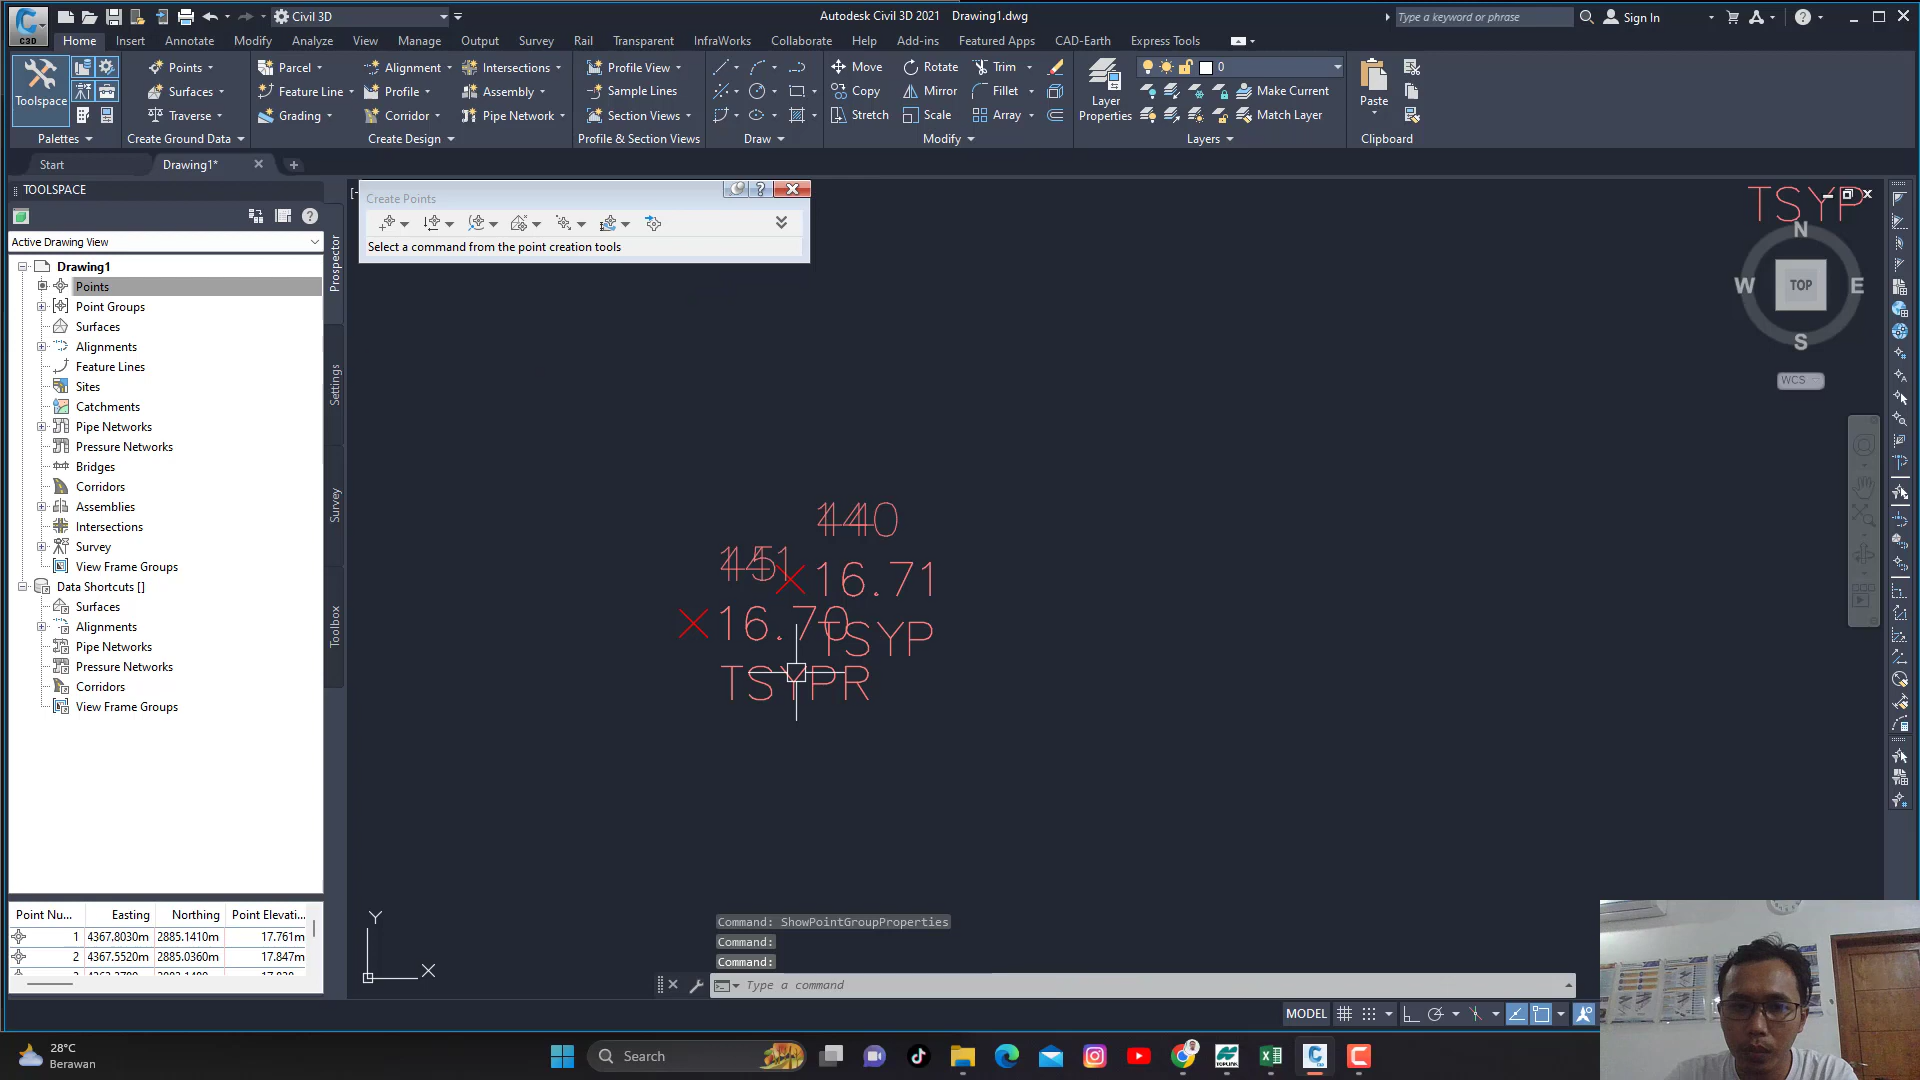 C3D
Civil 3D
Autodesk Civil 3D 2021 Drawing1.dwg
Type a keyword or phrase
Sign In
Home Insert Annotate Modify Analyze View Manage Output Survey Rail Transparent InfraWorks Collaborate Help Add-ins Featured Apps CAD-Earth Express Tools
Toolspace
Points
Surfaces
Traverse
Parcel
Feature Line
Grading
Alignment
Profile
Corridor
Intersections
Assembly
Pipe Network
Profile View
Sample Lines
Section Views
Move
Copy
Stretch
Rotate
Mirror
Scale
Trim
Fillet
Array
Layer
Properties
0
Make Current
Match Layer
Paste
Palettes
Create Ground Data
Create Design
Profile & Section Views
Draw
Modify
Layers
Clipboard
Start
Drawing1*
TOOLSPACE
Active Drawing View
Drawing1
Points
Point Groups
Surfaces
Alignments
Feature Lines
Sites
Catchments
Pipe Networks
Pressure Networks
Bridges
Corridors
Assemblies
Intersections
Survey
View Frame Groups
Data Shortcuts []
Surfaces
Alignments
Pipe Networks
Pressure Networks
Corridors
View Frame Groups
Prospector
Settings
Survey
Toolbox
Point Nu... Easting Northing Point Elevati...
1 4367.8030m 2885.1410m 17.761m
2 4367.5520m 2885.0360m 17.847m
Create Points
Select a command from the point creation tools
TSYP
N
W TOP E
S
WCS
16.71
16.70
TSYP
TSYPR
Y
X
Command: ShowPointGroupProperties
Command:
Command:
Type a command
MODEL
28°C
Berawan
Search